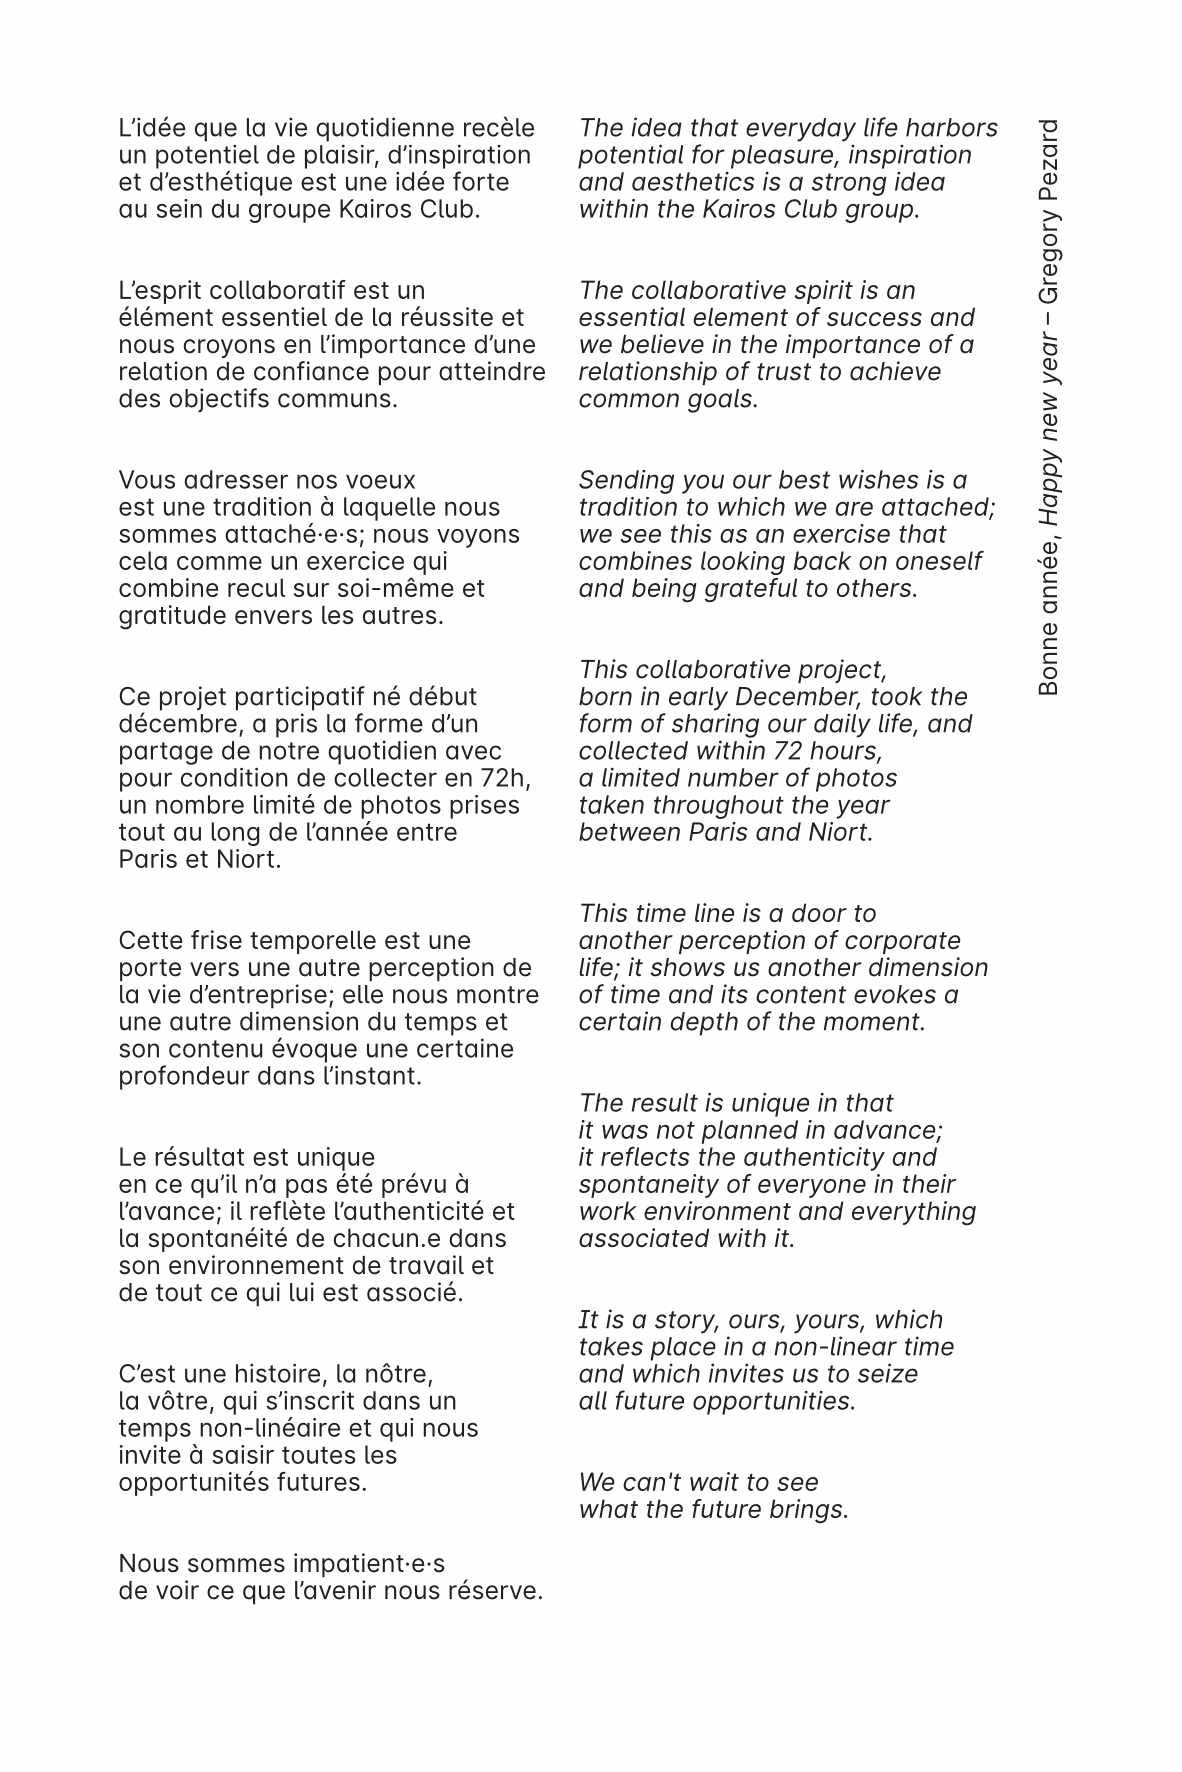 L’idée que la vie quotidienne recèle
un potentiel de plaisir, d’inspiration
et d’esthétique est une idée forte
au sein du groupe Kairos Club.
L’esprit collaboratif est un
élément essentiel de la réussite et
nous croyons en l’importance d’une
relation de confiance pour atteindre
des objectifs communs.
Vous adresser nos voeux
est une tradition à laquelle nous
sommes attaché·e·s; nous voyons
cela comme un exercice qui
combine recul sur soi-même et
gratitude envers les autres.
Ce projet participatif né début
décembre, a pris la forme d’un
partage de notre quotidien avec
pour condition de collecter en 72h,
un nombre limité de photos prises
tout au long de l’année entre
Paris et Niort.
Cette frise temporelle est une
porte vers une autre perception de
la vie d’entreprise; elle nous montre
une autre dimension du temps et
son contenu évoque une certaine
profondeur dans l’instant.
Le résultat est unique
en ce qu’il n’a pas été prévu à
l’avance; il reflète l’authenticité et
la spontanéité de chacun.e dans
son environnement de travail et
de tout ce qui lui est associé.
C’est une histoire, la nôtre,
la vôtre, qui s’inscrit dans un
temps non-linéaire et qui nous
invite à saisir toutes les
opportunités futures.
Nous sommes impatient·e·s
de voir ce que l’avenir nous réserve.
The idea that everyday life harbors
potential for pleasure, inspiration
and aesthetics is a strong idea
within the Kairos Club group.
The collaborative spirit is an
essential element of success and
we believe in the importance of a
relationship of trust to achieve
common goals.
Sending you our best wishes is a
tradition to which we are attached;
we see this as an exercise that
combines looking back on oneself
and being grateful to others.
This collaborative project,
born in early December, took the
form of sharing our daily life, and
collected within 72 hours,
a limited number of photos
taken throughout the year
between Paris and Niort.
This time line is a door to
another perception of corporate
life; it shows us another dimension
of time and its content evokes a
certain depth of the moment.
The result is unique in that
it was not planned in advance;
it reflects the authenticity and
spontaneity of everyone in their
work environment and everything
associated with it.
It is a story, ours, yours, which
takes place in a non-linear time
and which invites us to seize
all future opportunities.
We can't wait to see
what the future brings.
Bonne année, Happy new year – Gregory Pezard